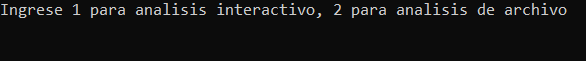 Ingrese 1 para analisis interactivo, 2 para analisis de archivo